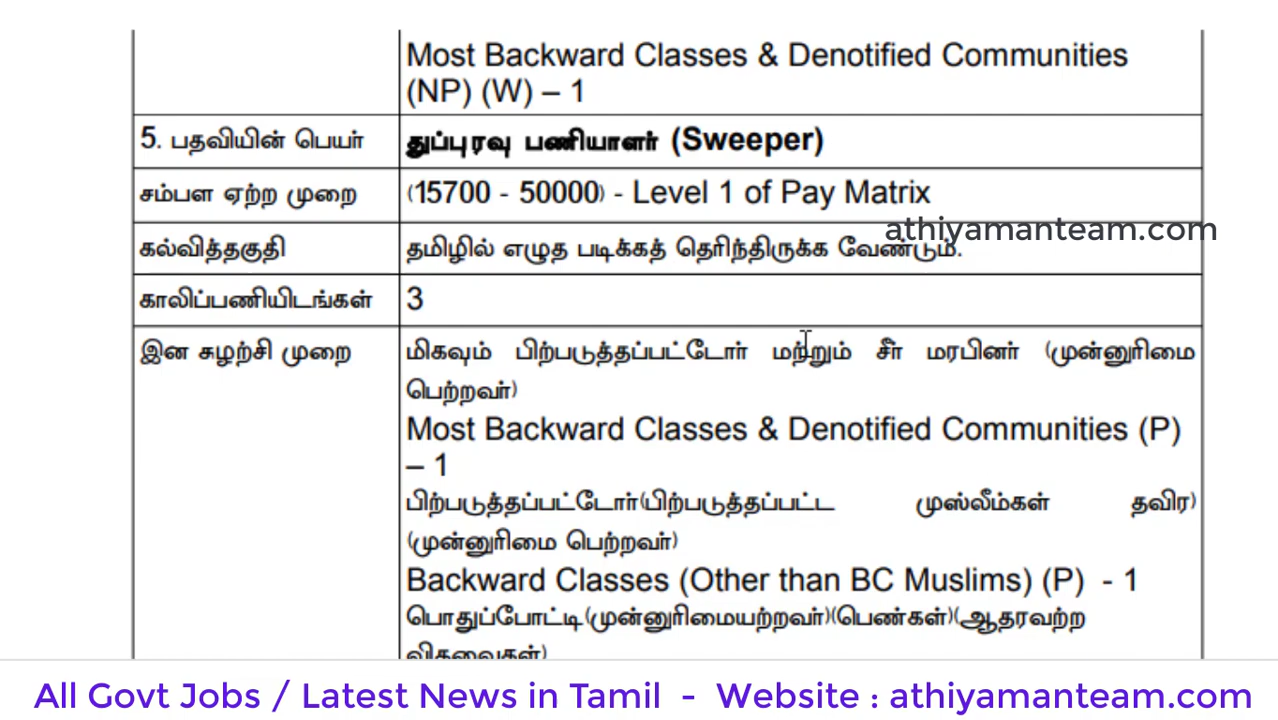 Most Backward Classes & Denotified Communities
(NP) (W) – 1
5. பதவியின் பெயர்
துப்புரவு பணியாளர் (Sweeper)
சம்பள ஏற்ற முறை
(15700 - 50000) - Level 1 of Pay Matrix
athiyamanteam.com
கல்வித்தகுதி
தமிழில் எழுத படிக்கத் தெரிந்திருக்க வேண்டும்.
காலிப்பணியிடங்கள்
3
இன சுழற்சி முறை
மிகவும் பிற்படுத்தப்பட்டோர் மற்றும் சீர் மரபினர் (முன்னுரிமை
பெற்றவர்)
Most Backward Classes & Denotified Communities (P)
– 1
பிற்படுத்தப்பட்டோர்(பிற்படுத்தப்பட்ட முஸ்லீம்கள் தவிர)
(முன்னுரிமை பெற்றவர்)
Backward Classes (Other than BC Muslims) (P) - 1
பொதுப்போட்டி(முன்னுரிமையற்றவர்)(பெண்கள்)(ஆதரவற்ற
விதவைகள்)
All Govt Jobs / Latest News in Tamil - Website : athiyamanteam.com